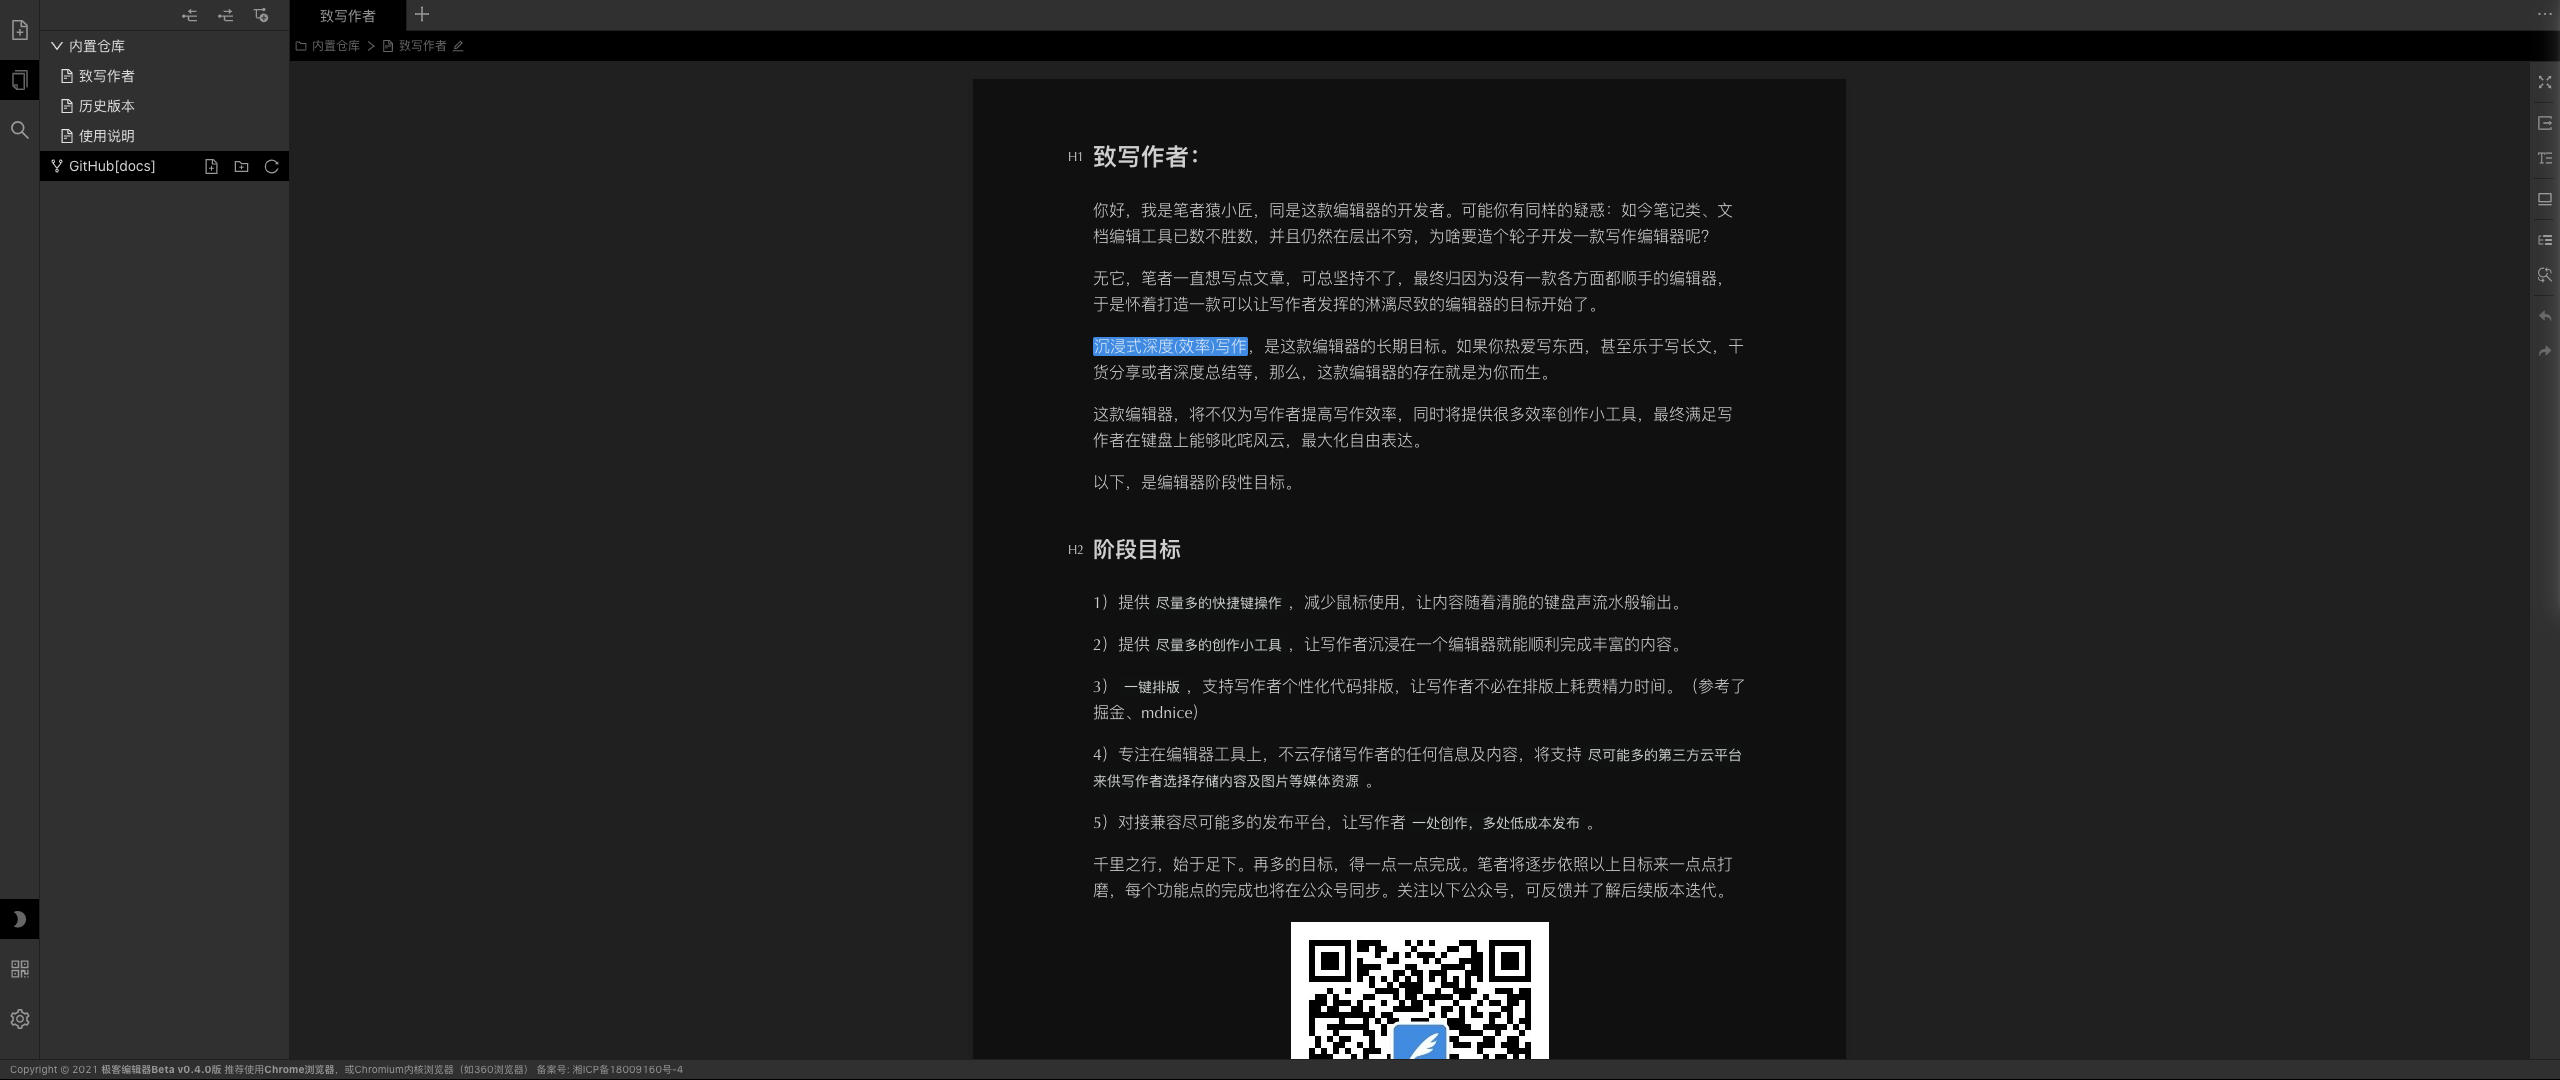 致写作者
内置仓库
致写作者
历史版本
使用说明
GitHub[docs]
内置仓库 > 致写作者
H1 致写作者：
你好，我是笔者猿小匠，同是这款编辑器的开发者。可能你有同样的疑惑：如今笔记类、文
档编辑工具已数不胜数，并且仍然在层出不穷，为啥要造个轮子开发一款写作编辑器呢？
无它，笔者一直想写点文章，可总坚持不了，最终归因为没有一款各方面都顺手的编辑器，
于是怀着打造一款可以让写作者发挥的淋漓尽致的编辑器的目标开始了。
沉浸式深度(效率)写作，是这款编辑器的长期目标。如果你热爱写东西，甚至乐于写长文，干
货分享或者深度总结等，那么，这款编辑器的存在就是为你而生。
这款编辑器，将不仅为写作者提高写作效率，同时将提供很多效率创作小工具，最终满足写
作者在键盘上能够叱咤风云，最大化自由表达。
以下，是编辑器阶段性目标。
H2 阶段目标
1）提供 尽量多的快捷键操作 ，减少鼠标使用，让内容随着清脆的键盘声流水般输出。
2）提供 尽量多的创作小工具 ，让写作者沉浸在一个编辑器就能顺利完成丰富的内容。
3） 一键排版 ，支持写作者个性化代码排版，让写作者不必在排版上耗费精力时间。（参考了
掘金、mdnice）
4）专注在编辑器工具上，不云存储写作者的任何信息及内容，将支持 尽可能多的第三方云平台
来供写作者选择存储内容及图片等媒体资源 。
5）对接兼容尽可能多的发布平台，让写作者 一处创作，多处低成本发布 。
千里之行，始于足下。再多的目标，得一点一点完成。笔者将逐步依照以上目标来一点点打
磨，每个功能点的完成也将在公众号同步。关注以下公众号，可反馈并了解后续版本迭代。
Copyright © 2021 极客编辑器Beta v0.4.0版 推荐使用Chrome浏览器，或Chromium内核浏览器（如360浏览器） 备案号: 湘ICP备18009160号-4